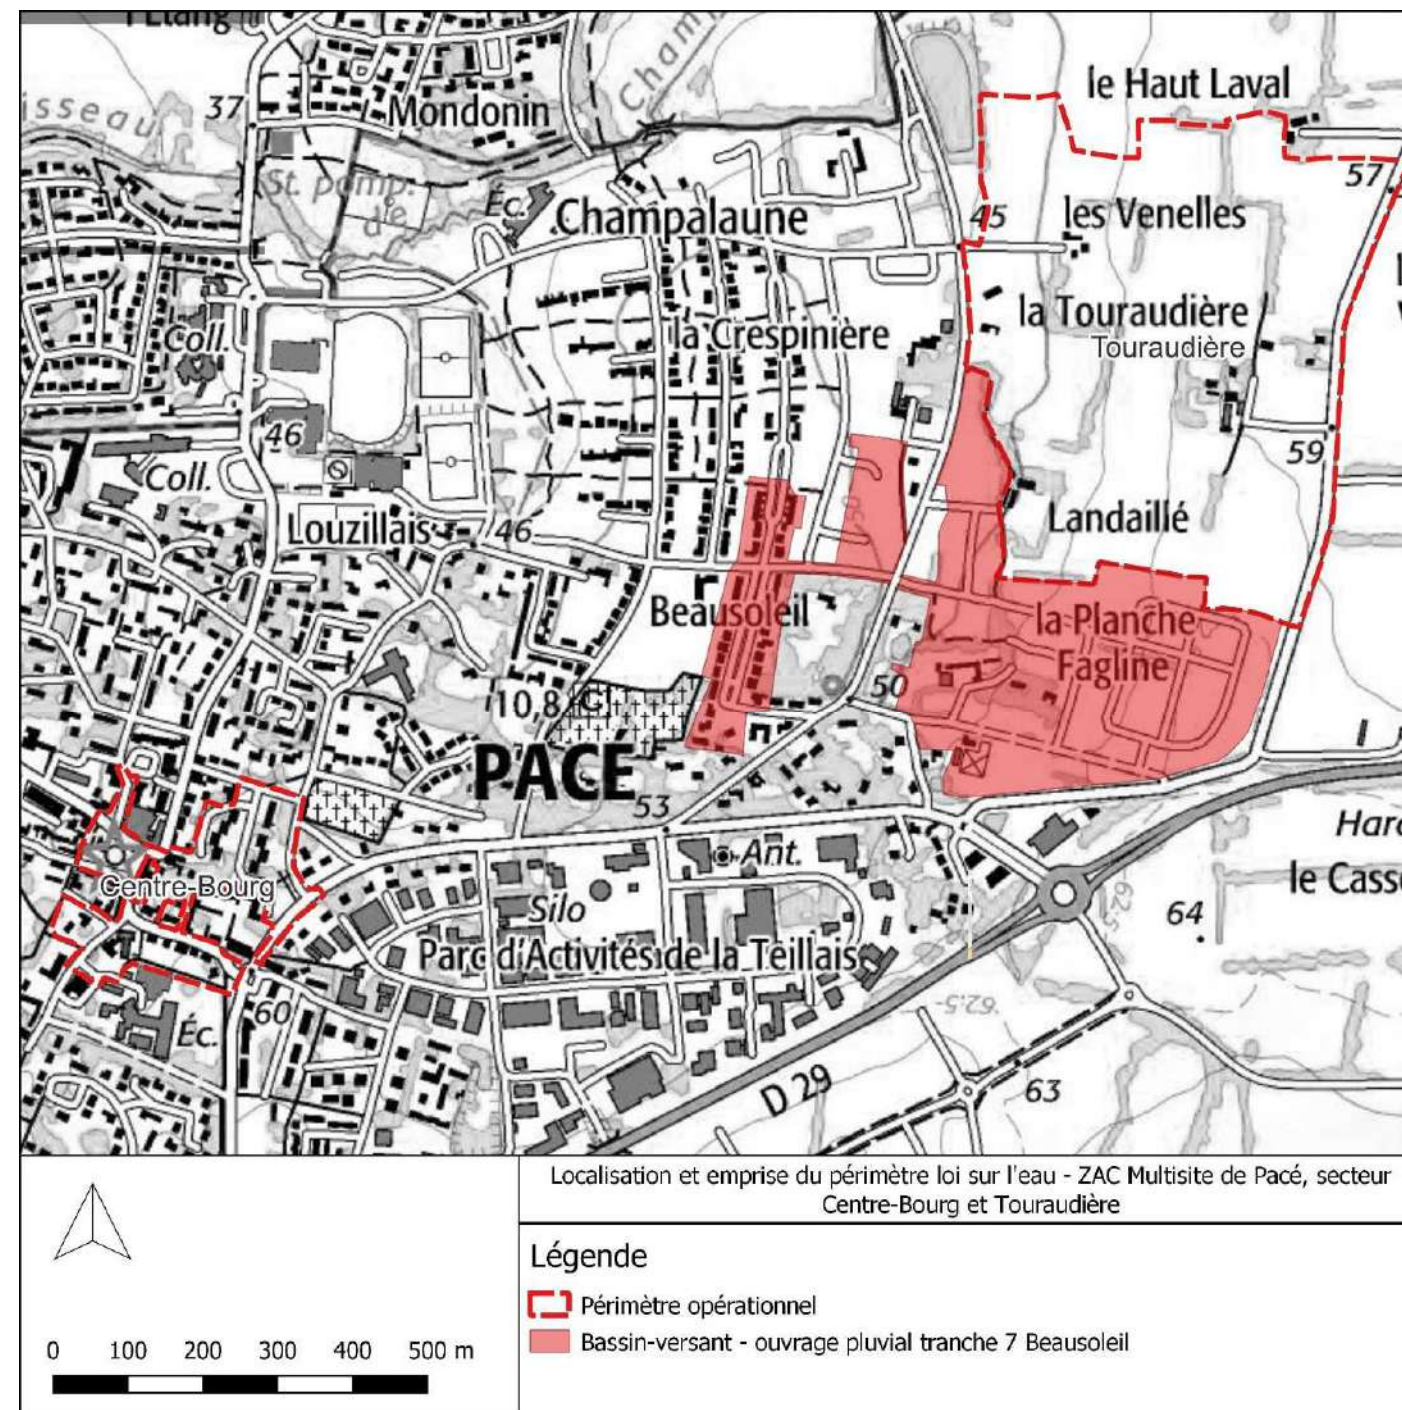 l'Etang
le Haut Laval
isseau
37
Mondonin
57
St. pomp.
Éc.
Champalaune
45
les Venelles
la Touraudière
Touraudière
Coll.
la Crespinière
46
59
Coll.
Louzillais
46
Landaillé
Beausoleil
la Planche
Fagline
10,8
50
PACE
53
Ant.
Centre-Bourg
Silo
64
le Casse
Parc d'Activités de la Teillais
62,5
62,5
60
Éc.
D 29
63
Localisation et emprise du périmètre loi sur l'eau - ZAC Multisite de Pacé, secteur
Centre-Bourg et Touraudière
Légende
Périmètre opérationnel
Bassin-versant - ouvrage pluvial tranche 7 Beausoleil
0 100 200 300 400 500 m